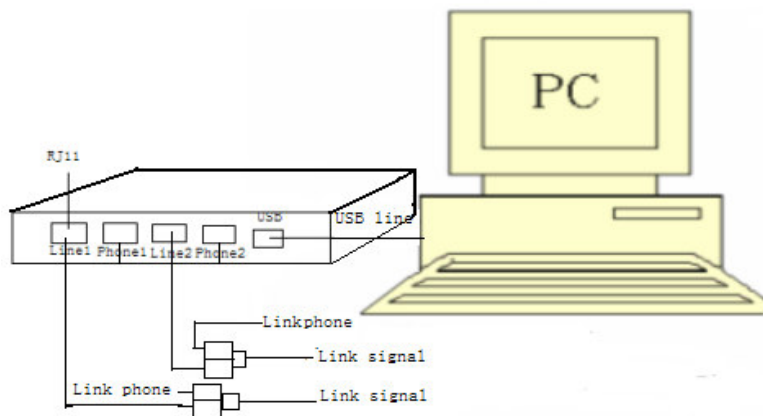 PC
RJ11
USB
USB line
Line1 Phone1 Line2 Phone2
Linkphone
Link signal
Link phone
Link signal